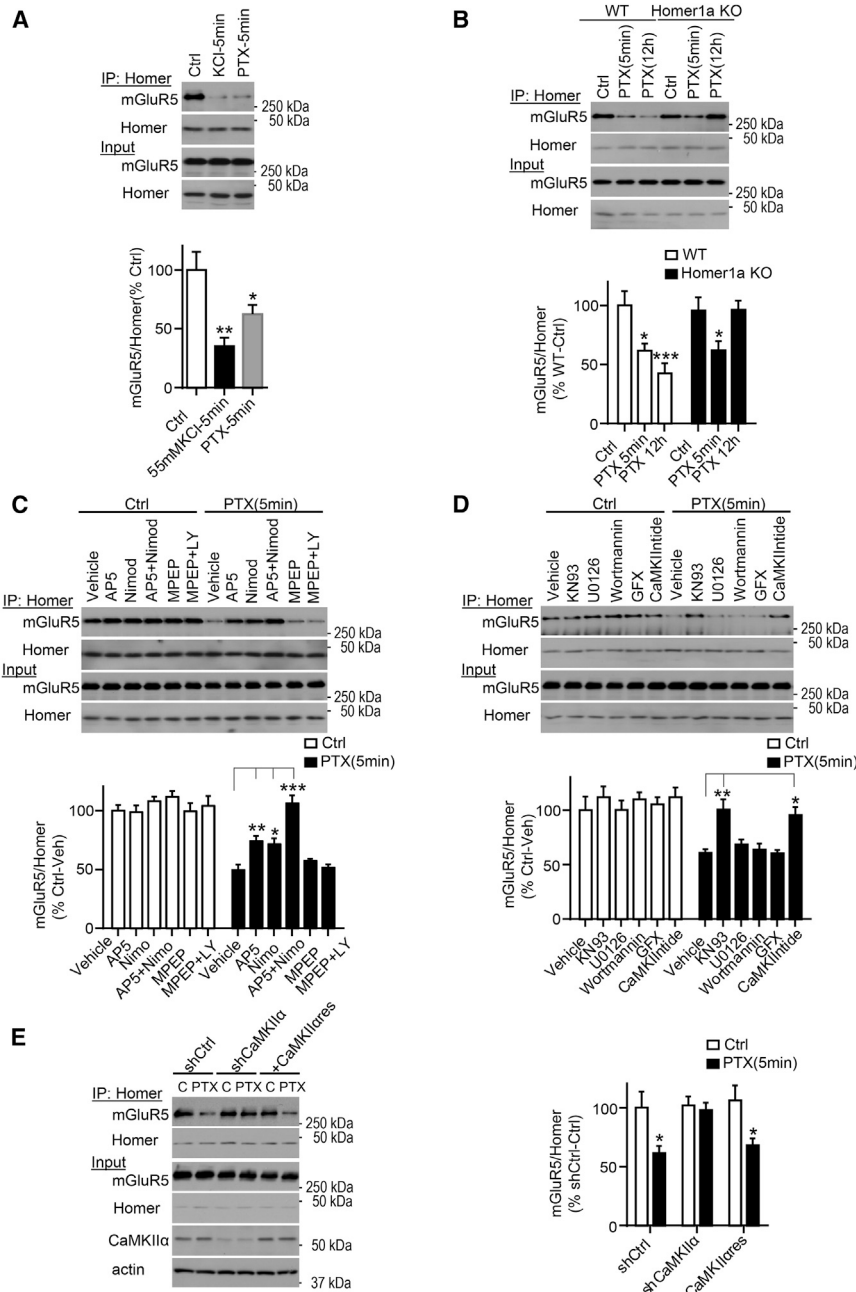 A
Ctrl
KCl-5min
PTX-5min
IP: Homer
mGluR5
250 kDa
50 kDa
Homer
Input
mGluR5
250 kDa
50 kDa
Homer
mGluR5/Homer(% Ctrl)
100
50
0
**
*
Ctrl
55mMKCl-5min
PTX-5min
B
WT Homer1a KO
Ctrl
PTX(5min)
PTX(12h)
Ctrl
PTX(5min)
PTX(12h)
IP: Homer
mGluR5
250 kDa
50 kDa
Homer
Input
mGluR5
250 kDa
50 kDa
Homer
WT
Homer1a KO
mGluR5/Homer
(% WT-Ctrl)
100
50
0
*
***
*
Ctrl
PTX 5min
PTX 12h
Ctrl
PTX 5min
PTX 12h
C
Ctrl PTX(5min)
Vehicle
AP5
Nimod
AP5+Nimod
MPEP
MPEP+LY
Vehicle
AP5
Nimod
AP5+Nimod
MPEP
MPEP+LY
IP: Homer
mGluR5
250 kDa
50 kDa
Homer
Input
mGluR5
250 kDa
50 kDa
Homer
Ctrl
PTX(5min)
mGluR5/Homer
(% Ctrl-Veh)
100
50
0
**
*
***
Vehicle
AP5
Nimo
AP5+Nimo
MPEP
MPEP+LY
Vehicle
AP5
Nimo
AP5+Nimo
MPEP
MPEP+LY
D
Ctrl PTX(5min)
Vehicle
KN93
U0126
Wortmannin
GFX
CaMKIIntide
Vehicle
KN93
U0126
Wortmannin
GFX
CaMKIIntide
IP: Homer
mGluR5
250 kDa
50 kDa
Homer
Input
mGluR5
250 kDa
50 kDa
Homer
Ctrl
PTX(5min)
mGluR5/Homer
(% Ctrl-Veh)
100
50
0
**
*
Vehicle
KN93
U0126
Wortmannin
GFX
CaMKIIntide
Vehicle
KN93
U0126
Wortmannin
GFX
CaMKIIntide
E
shCtrl
shCaMKIIα
+CaMKIIαres
C PTX C PTX C PTX
IP: Homer
mGluR5
250 kDa
50 kDa
Homer
Input
mGluR5
250 kDa
50 kDa
Homer
CaMKIIα
50 kDa
actin
37 kDa
Ctrl
PTX(5min)
mGluR5/Homer
(% shCtrl-Ctrl)
100
50
0
*
*
shCtrl
shCaMKIIα
CaMKIIαres